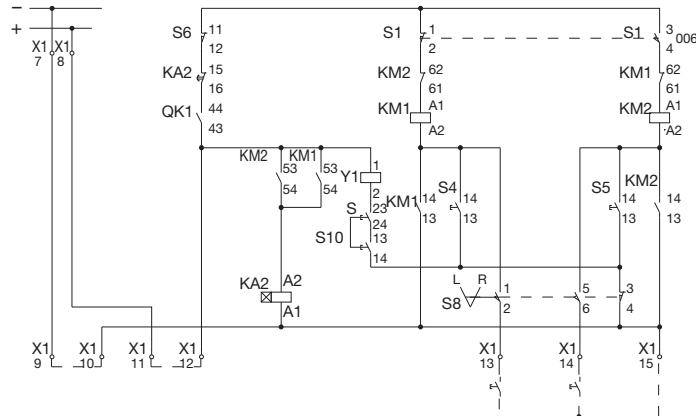 −
+
X1 X1
7 8
S6 11
12
S1 1
2
S1 3
4
006
KA2 15
16
KM2 62
61
KM1 62
61
QK1 44
43
KM1 A1
A2
KM2 A1
A2
KM2 53
54
KM1 53
54
Y1 1
2
S 23
24
S10 13
14
KM1 14
13
S4 14
13
S5 14
13
KM2 14
13
KA2 A2
A1
L R
S8 1
2
5
6
3
4
X1 X1 X1 X1 X1 X1 X1
9 10 11 12 13 14 15